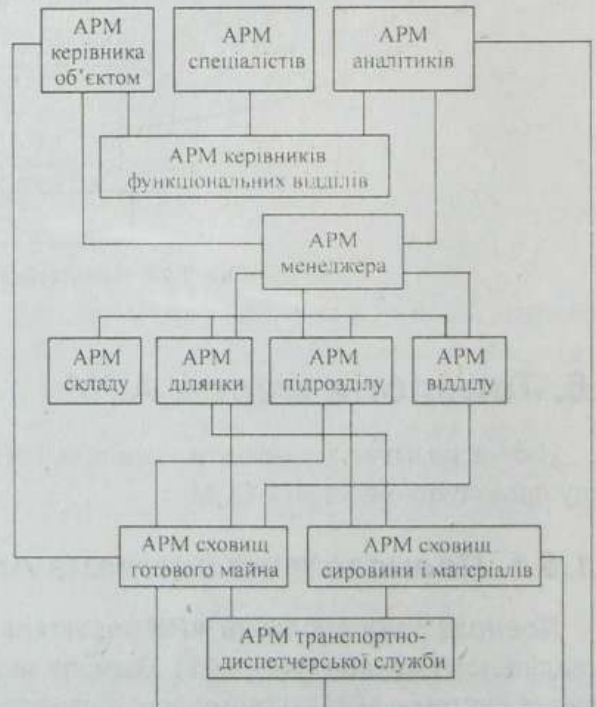 АРМ
керівника
об’єктом
АРМ
спеціалістів
АРМ
аналітиків
АРМ керівників
функціональних відділів
АРМ
менеджера
АРМ
складу
АРМ
ділянки
АРМ
підрозділу
АРМ
відділу
АРМ сховищ
готового майна
АРМ сховищ
сировини і матеріалів
АРМ транспортно-
диспетчерської служби